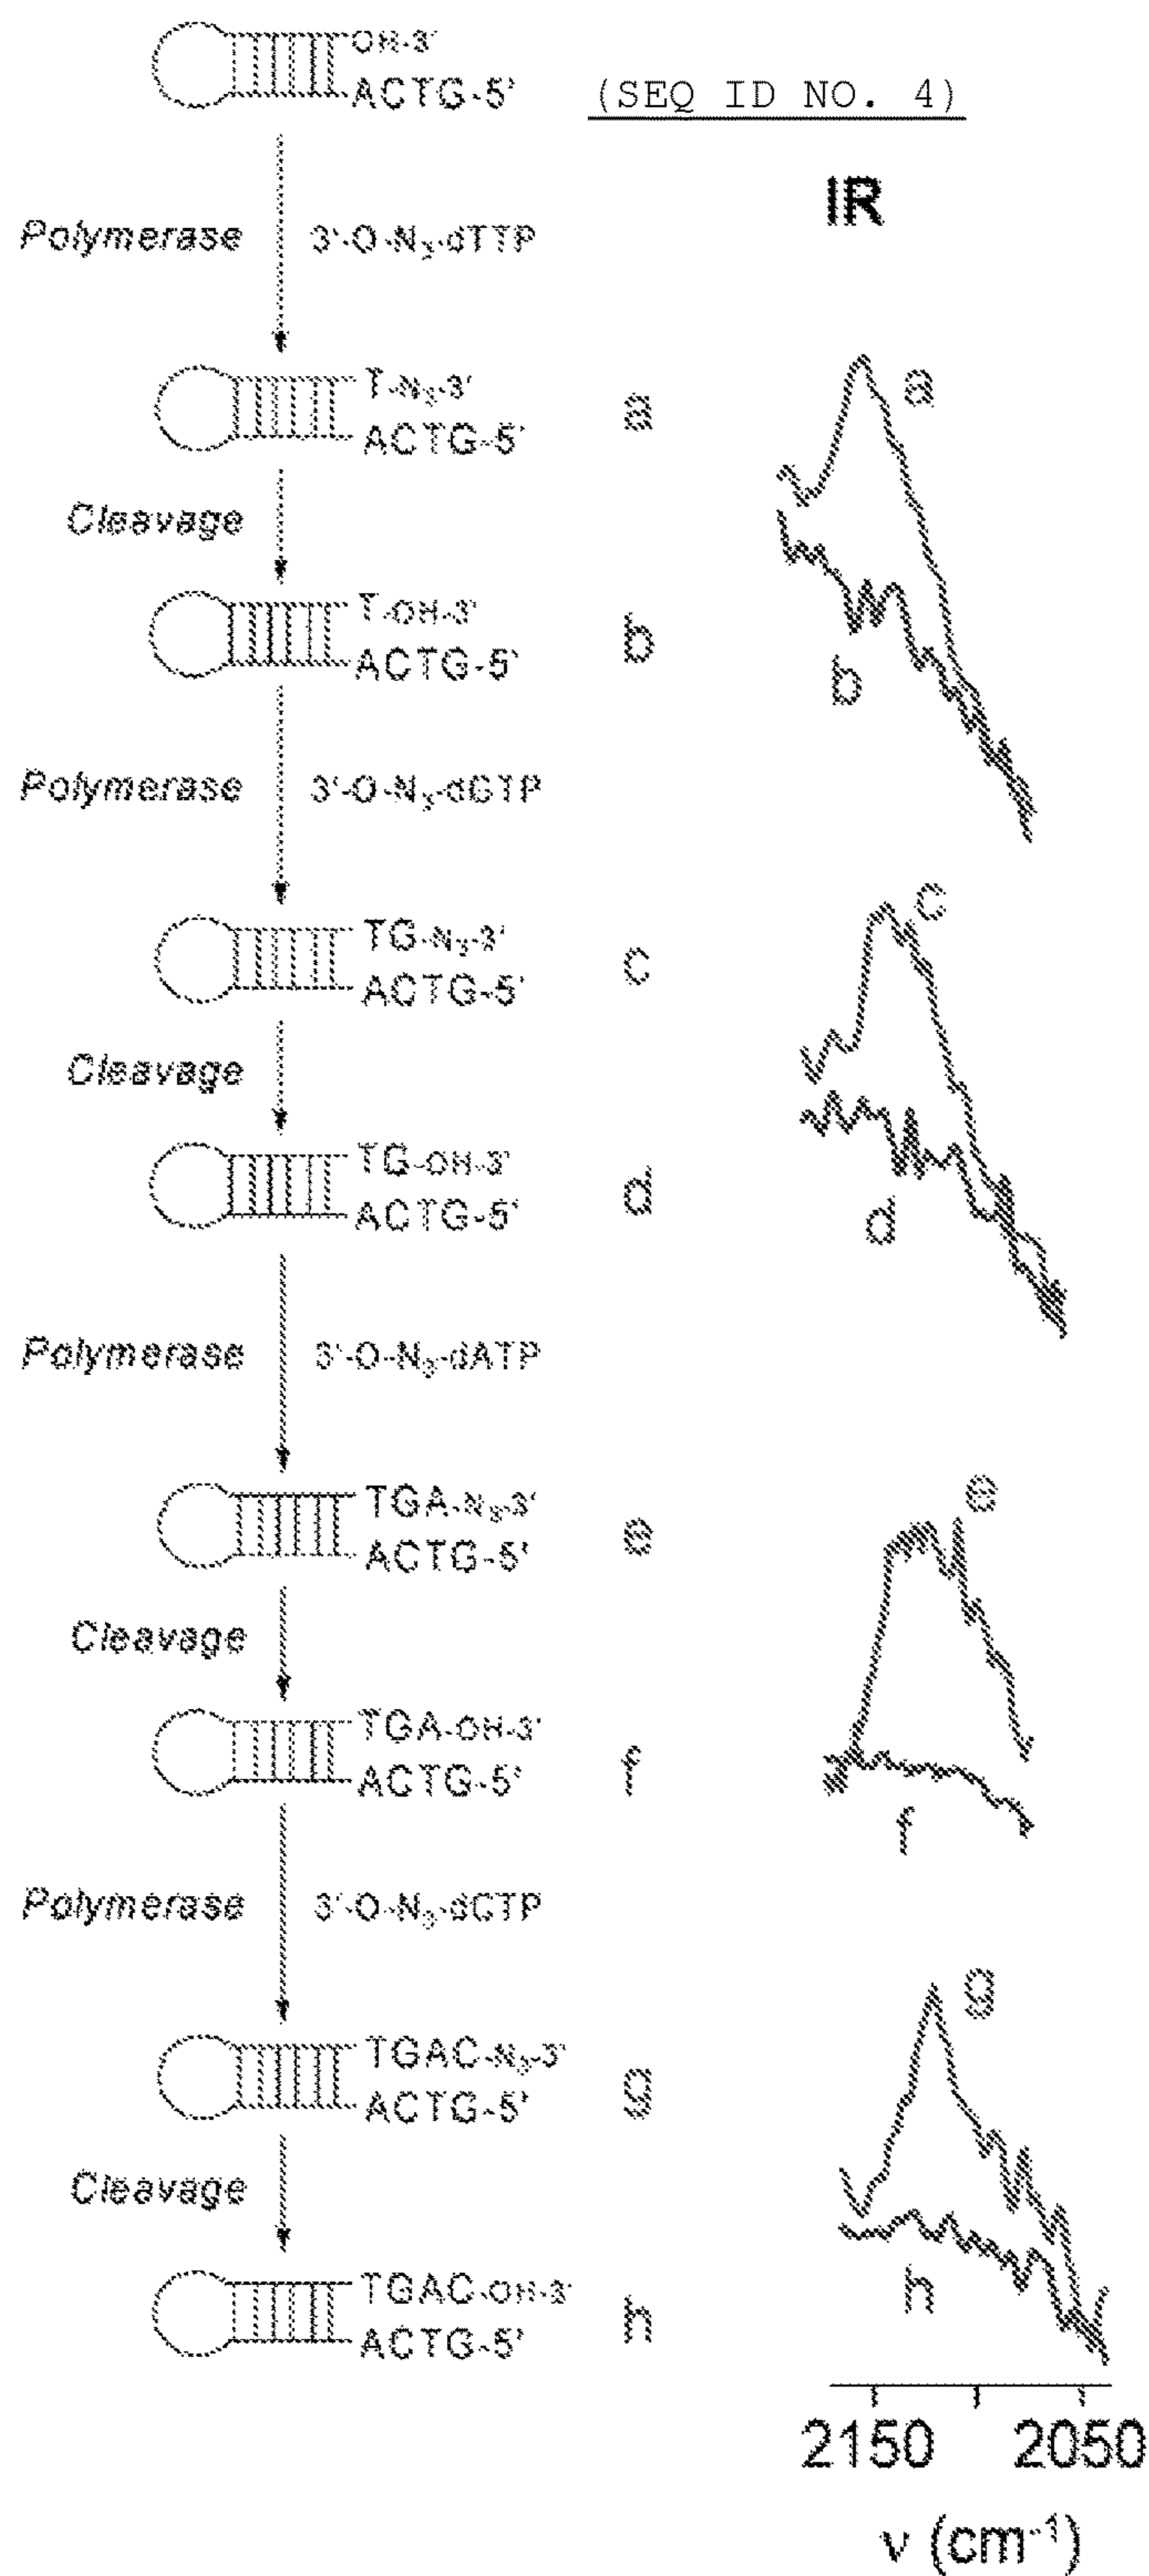 OH-3'
ACTG-5'
(SEQ ID NO. 4)
IR
Polymerase 3'-O-N3-dTTP
T-N3-3'
ACTG-5'
a
a
Cleavage
T-OH-3'
ACTG-5'
b
b
Polymerase 3'-O-N3-dGTP
TG-N3-3'
ACTG-5'
c
c
Cleavage
TG-OH-3'
ACTG-5'
d
d
Polymerase 3'-O-N3-dATP
TGA-N3-3'
ACTG-5'
e
e
Cleavage
TGA-OH-3'
ACTG-5'
f
f
Polymerase 3'-O-N3-dCTP
TGAC-N3-3'
ACTG-5'
g
g
Cleavage
TGAC-OH-3'
ACTG-5'
h
h
2150 2050
ν (cm-1)